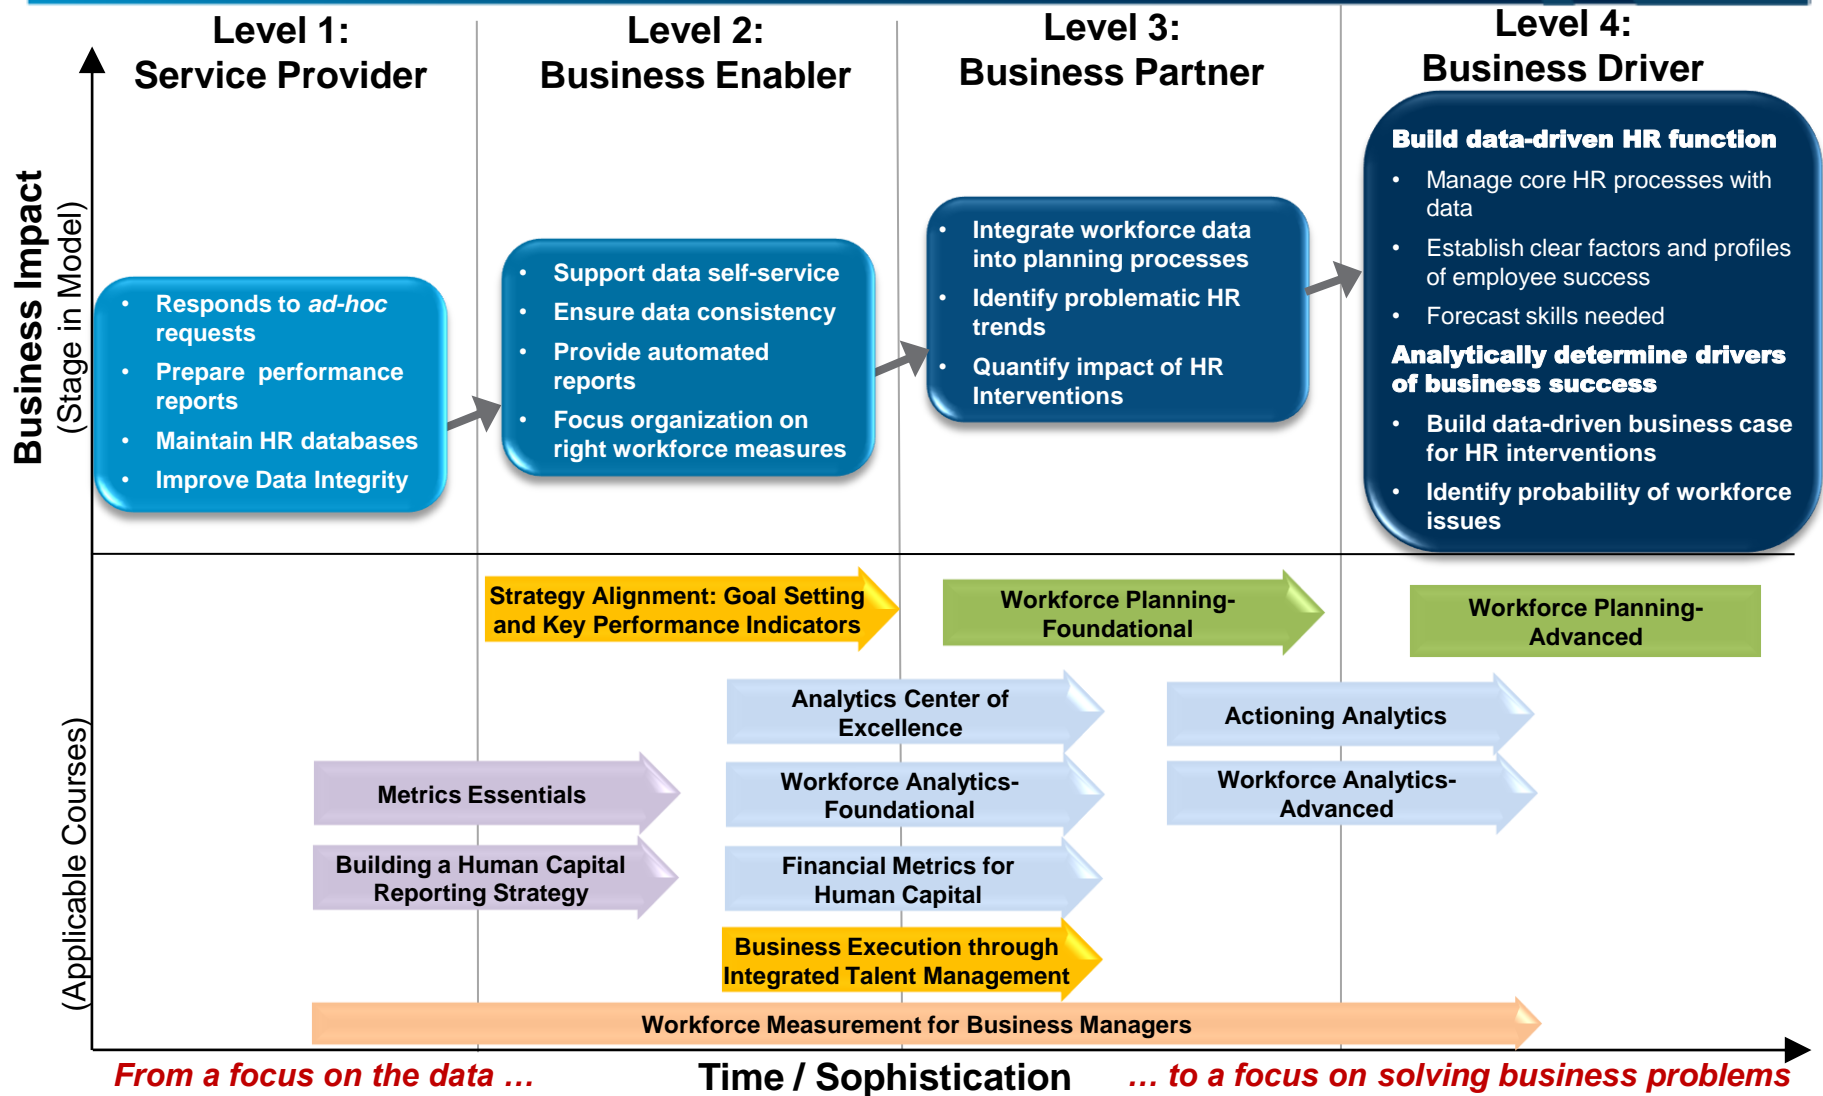 Level 1:
Service Provider
Level 2:
Business Enabler
Level 3:
Business Partner
Level 4:
Business Driver
Business Impact
(Stage in Model)
• Responds to ad-hoc
requests
• Prepare performance
reports
• Maintain HR databases
• Improve Data Integrity
• Support data self-service
• Ensure data consistency
• Provide automated
reports
• Focus organization on
right workforce measures
• Integrate workforce data
into planning processes
• Identify problematic HR
trends
• Quantify impact of HR
Interventions
Build data-driven HR function
• Manage core HR processes with
data
• Establish clear factors and profiles
of employee success
• Forecast skills needed
Analytically determine drivers
of business success
• Build data-driven business case
for HR interventions
• Identify probability of workforce
issues
(Applicable Courses)
Strategy Alignment: Goal Setting
and Key Performance Indicators
Workforce Planning-
Foundational
Workforce Planning-
Advanced
Analytics Center of
Excellence
Actioning Analytics
Metrics Essentials
Workforce Analytics-
Foundational
Workforce Analytics-
Advanced
Building a Human Capital
Reporting Strategy
Financial Metrics for
Human Capital
Business Execution through
Integrated Talent Management
Workforce Measurement for Business Managers
From a focus on the data …
Time / Sophistication
… to a focus on solving business problems